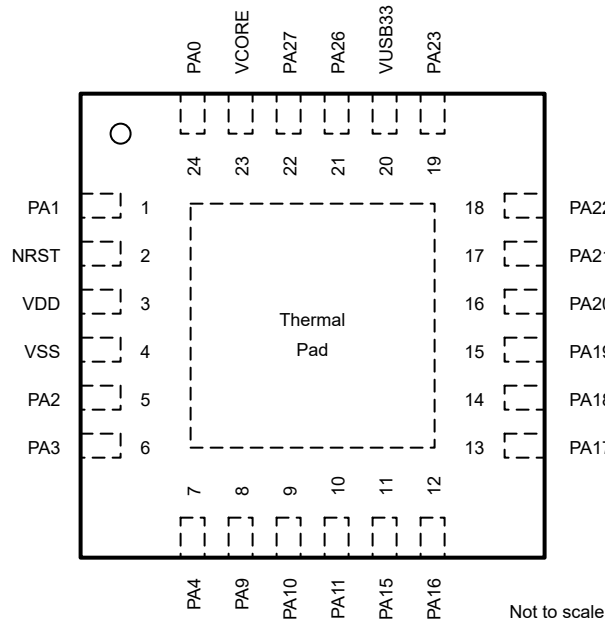 PA0
VCORE
PA27
PA26
VUSB33
PA23
24
23
22
21
20
19
PA1 1
NRST 2
VDD 3
VSS 4
PA2 5
PA3 6
Thermal
Pad
18 PA22
17 PA21
16 PA20
15 PA19
14 PA18
13 PA17
7
8
9
10
11
12
PA4
PA9
PA10
PA11
PA15
PA16
Not to scale